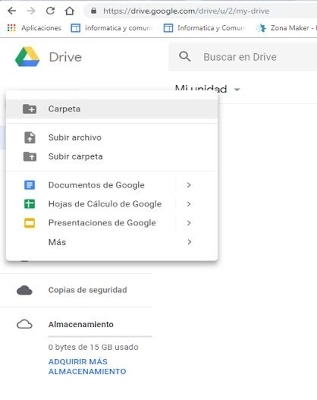 https://drive.google.com/drive/u/2/my-drive
Aplicaciones informatica y comuni Informatica y Comuni Zona Maker - B
Drive Buscar en Drive
Mi unidad
Carpeta
Subir archivo
Subir carpeta
Documentos de Google
Hojas de Cálculo de Google
Presentaciones de Google
Más
Copias de seguridad
Almacenamiento
0 bytes de 15 GB usado
ADQUIRIR MÁS
ALMACENAMIENTO